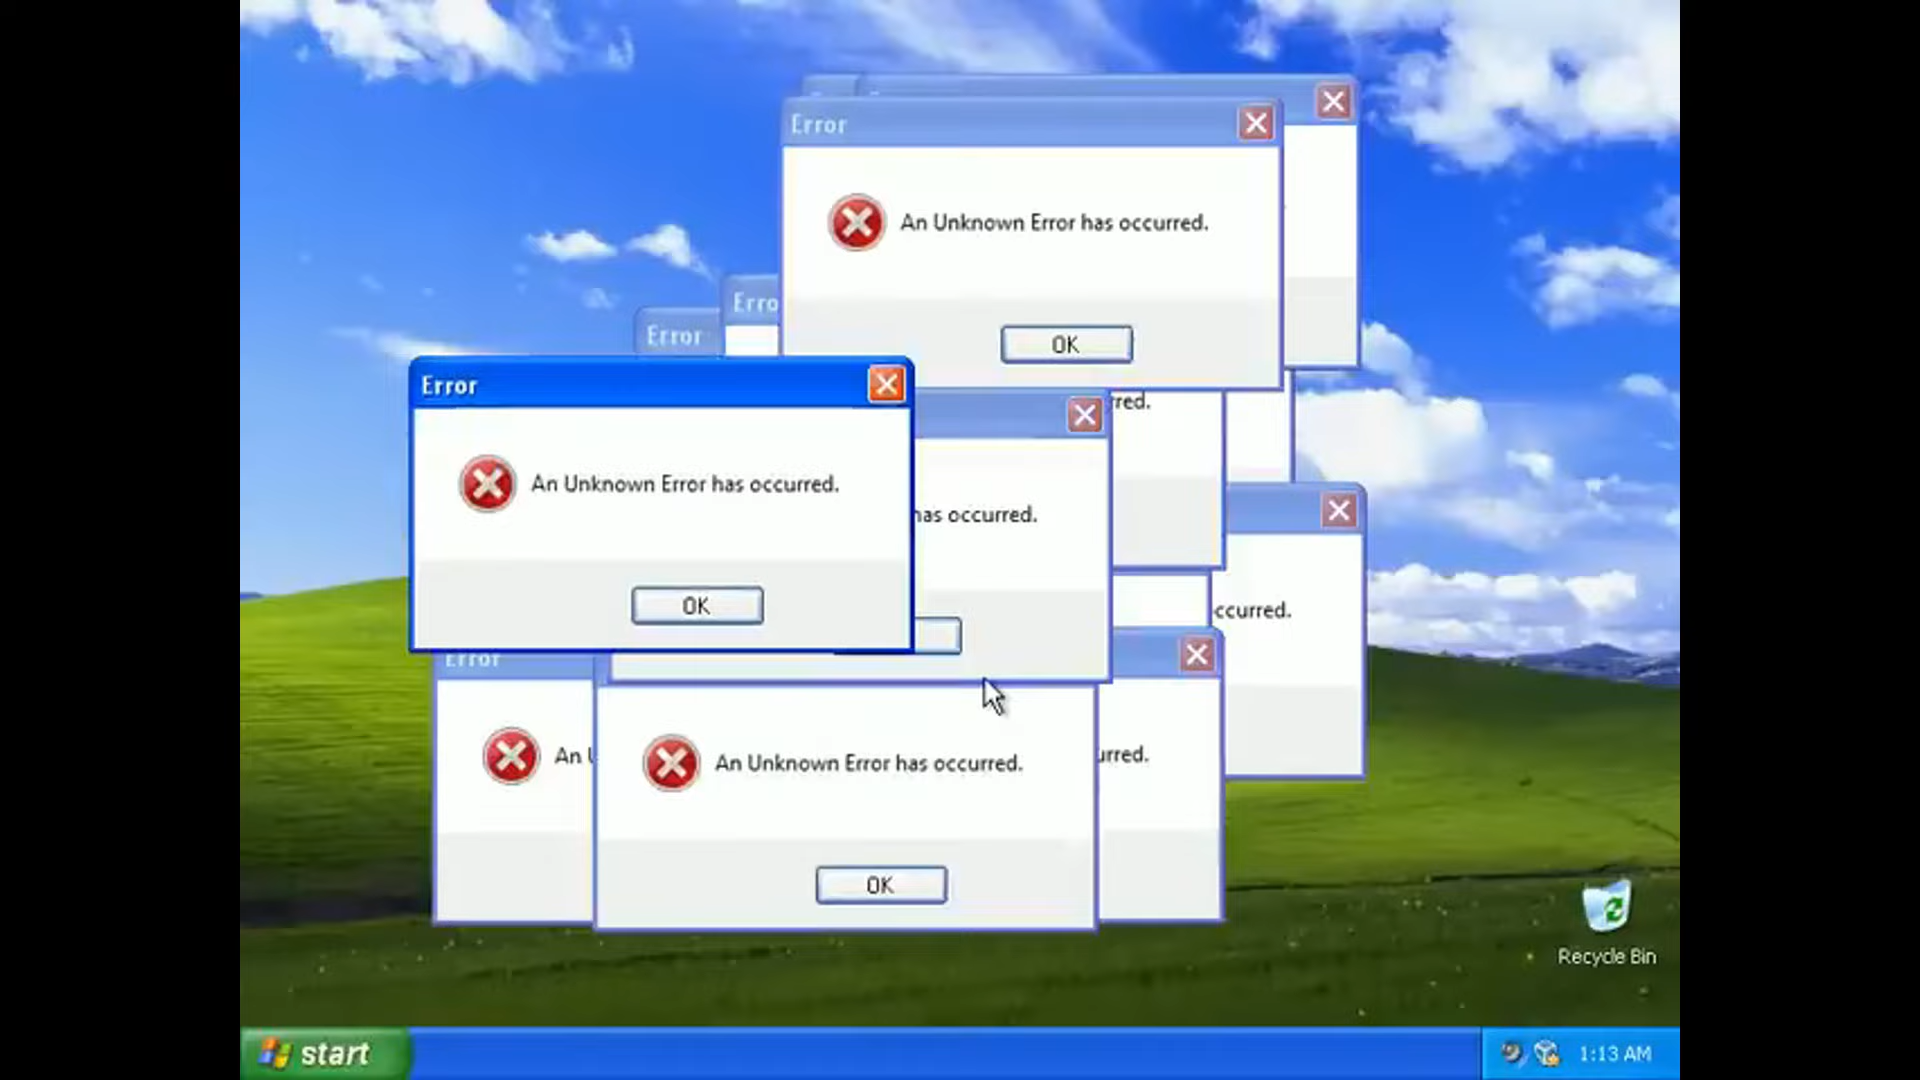 Error
An Unknown Error has occurred.
OK
Erro
Error
rred.
Error
An Unknown Error has occurred.
OK
has occurred.
ccurred.
Error
An
An Unknown Error has occurred.
urred.
OK
Recycle Bin
start
1:13 AM